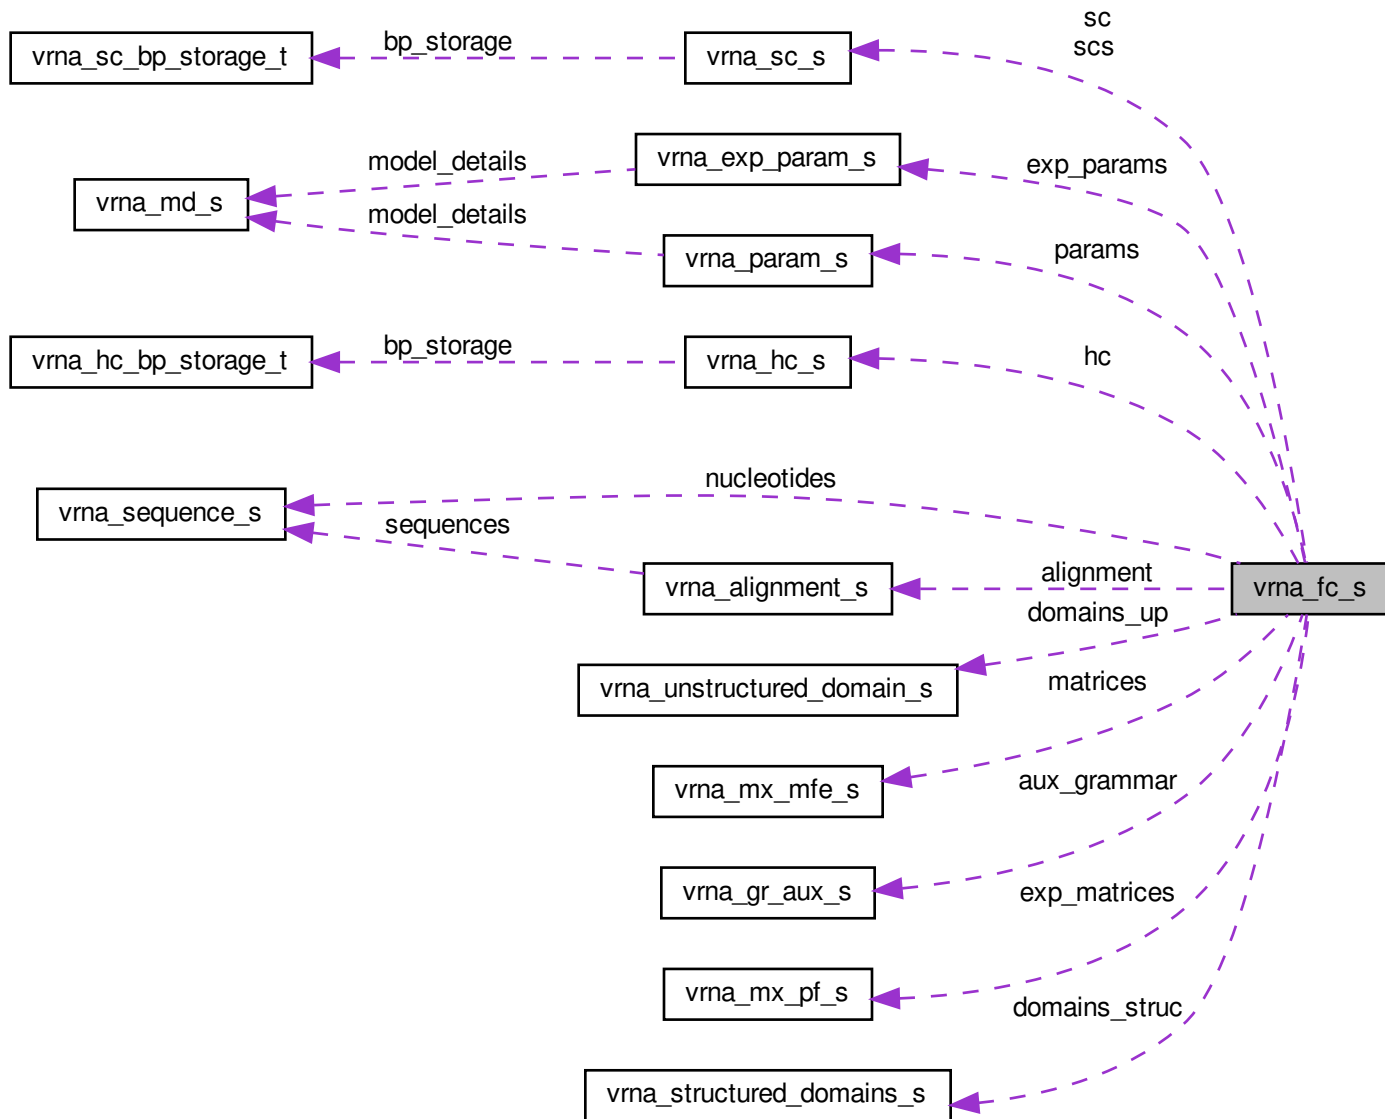 sc
scs
vrna_sc_bp_storage_t
bp_storage
vrna_sc_s
vrna_exp_param_s
exp_params
model_details
vrna_md_s
model_details
vrna_param_s
params
vrna_hc_bp_storage_t
bp_storage
vrna_hc_s
hc
nucleotides
vrna_sequence_s
sequences
alignment
vrna_alignment_s
vrna_fc_s
domains_up
vrna_unstructured_domain_s
matrices
vrna_mx_mfe_s
aux_grammar
vrna_gr_aux_s
exp_matrices
vrna_mx_pf_s
domains_struc
vrna_structured_domains_s